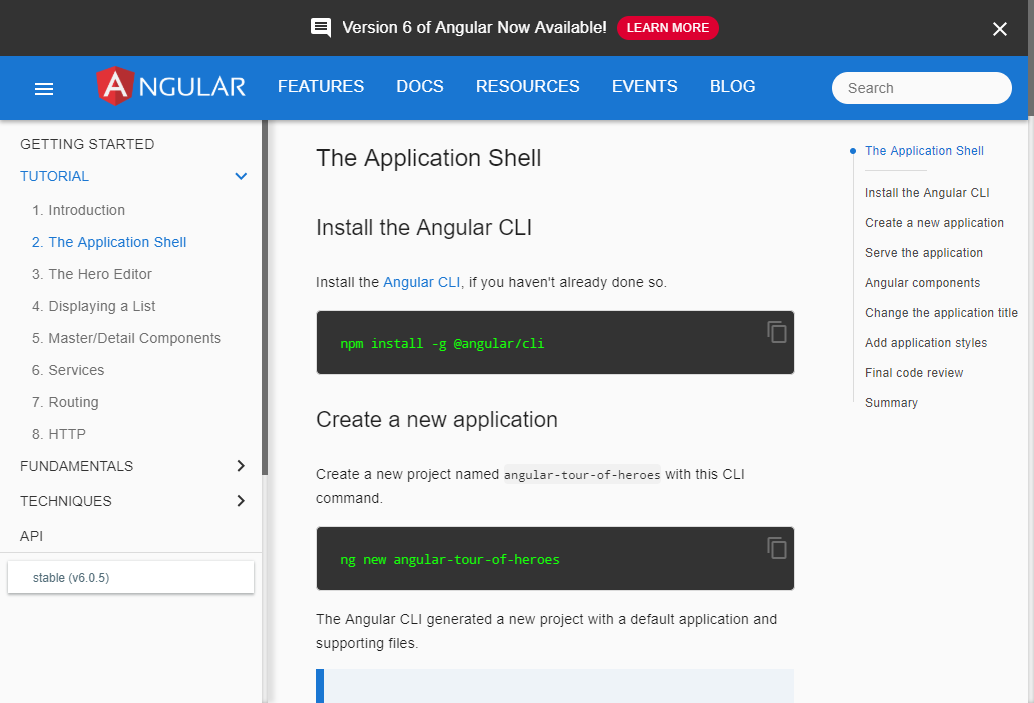 Version 6 of Angular Now Available! LEARN MORE
ANGULAR FEATURES DOCS RESOURCES EVENTS BLOG Search
GETTING STARTED
TUTORIAL
1. Introduction
2. The Application Shell
3. The Hero Editor
4. Displaying a List
5. Master/Detail Components
6. Services
7. Routing
8. HTTP
FUNDAMENTALS
TECHNIQUES
API
stable (v6.0.5)
The Application Shell
Install the Angular CLI
Install the Angular CLI, if you haven't already done so.
npm install -g @angular/cli
Create a new application
Create a new project named angular-tour-of-heroes with this CLI
command.
ng new angular-tour-of-heroes
The Angular CLI generated a new project with a default application and
supporting files.
The Application Shell
Install the Angular CLI
Create a new application
Serve the application
Angular components
Change the application title
Add application styles
Final code review
Summary